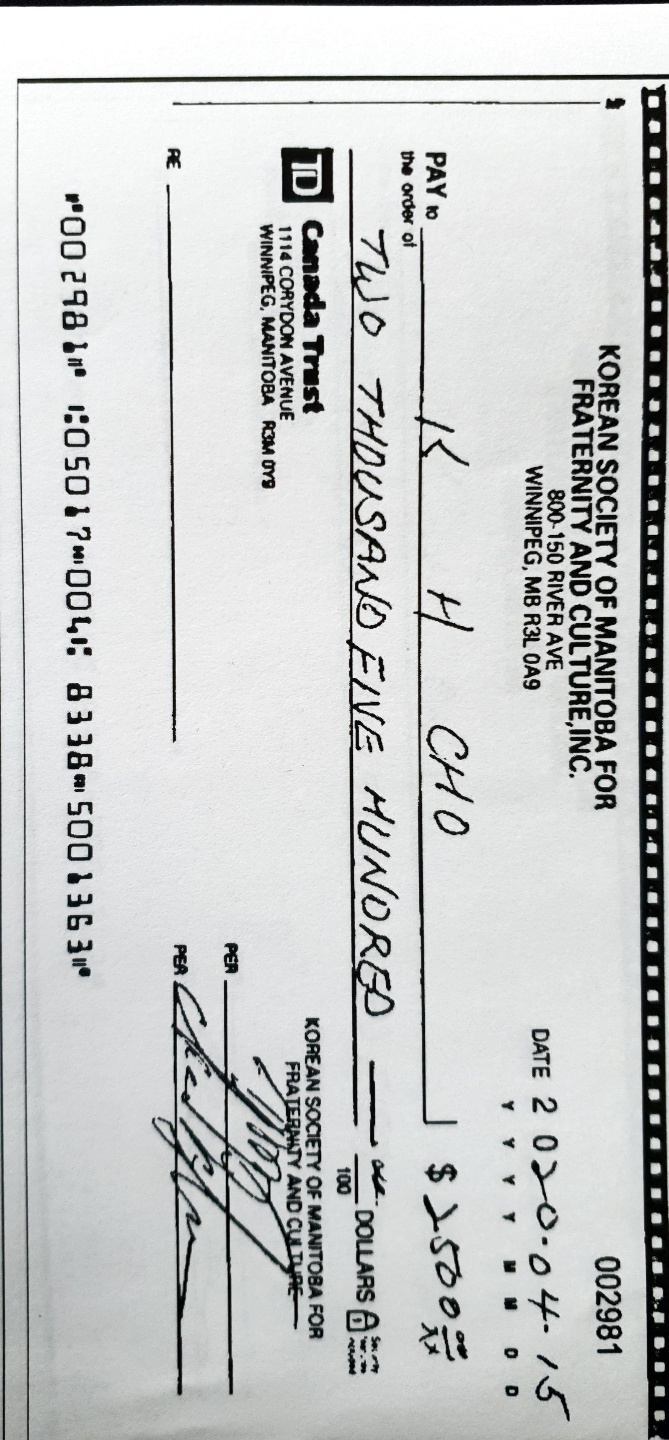 KOREAN SOCIETY OF MANITOBA FOR
FRATERNITY AND CULTURE, INC.
800-150 RIVER AVE
WINNIPEG, MB R3L 0A9
002981
DATE 2020-04-15
Y Y Y Y M M D D
PAY to the order of K H CHO $2500 00/xx
TWO THOUSAND FIVE HUNDRED 00/100 DOLLARS
TD Canada Trust
1114 CORYDON AVENUE
WINNIPEG, MANITOBA R3M 0Y9
KOREAN SOCIETY OF MANITOBA FOR
FRATERNITY AND CULTURE
PER
PER
RE
002981 05017 004 8338 5001363